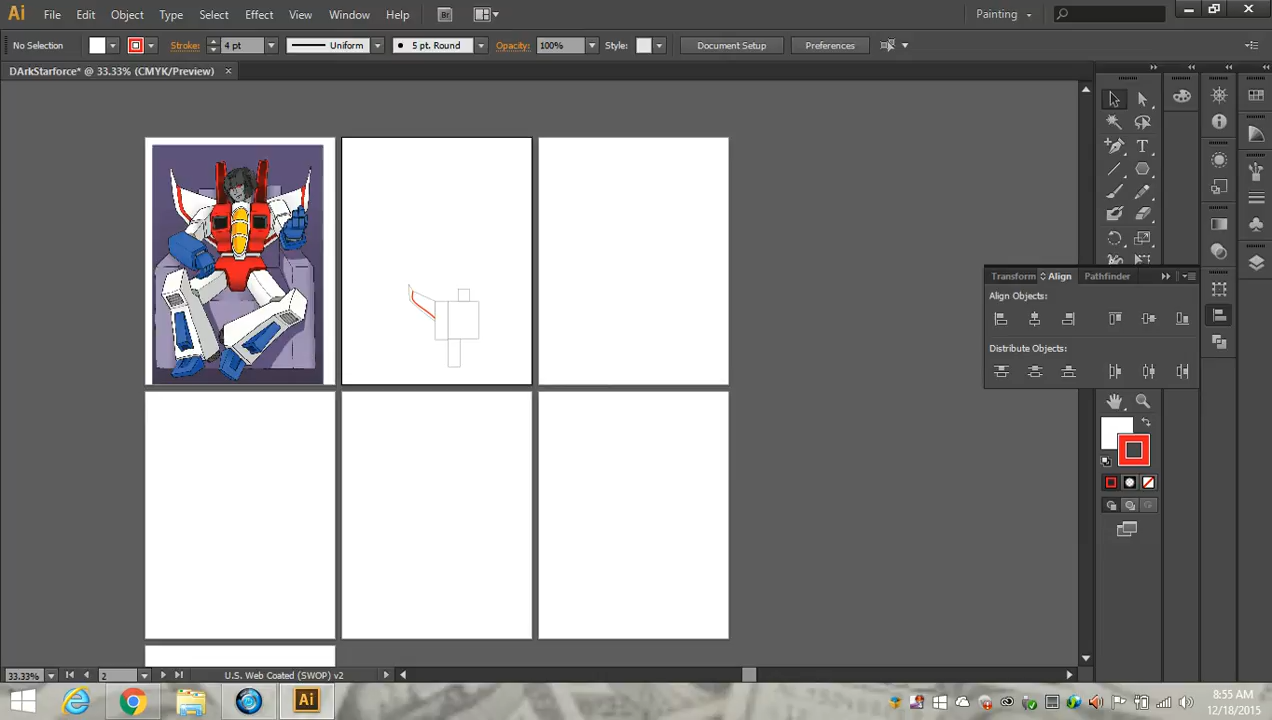 Ai File Edit Object Type Select Effect View Window Help Br Painting
No Selection Stroke: 4 pt Uniform 5 pt. Round Opacity: 100% Style: Document Setup Preferences
DArkStarforce* @ 33.33% (CMYK/Preview) ×
Transform Align Pathfinder
Align Objects:
Distribute Objects:
33.33% 2 U.S. Web Coated (SWOP) v2
Ai
8:55 AM
12/18/2015